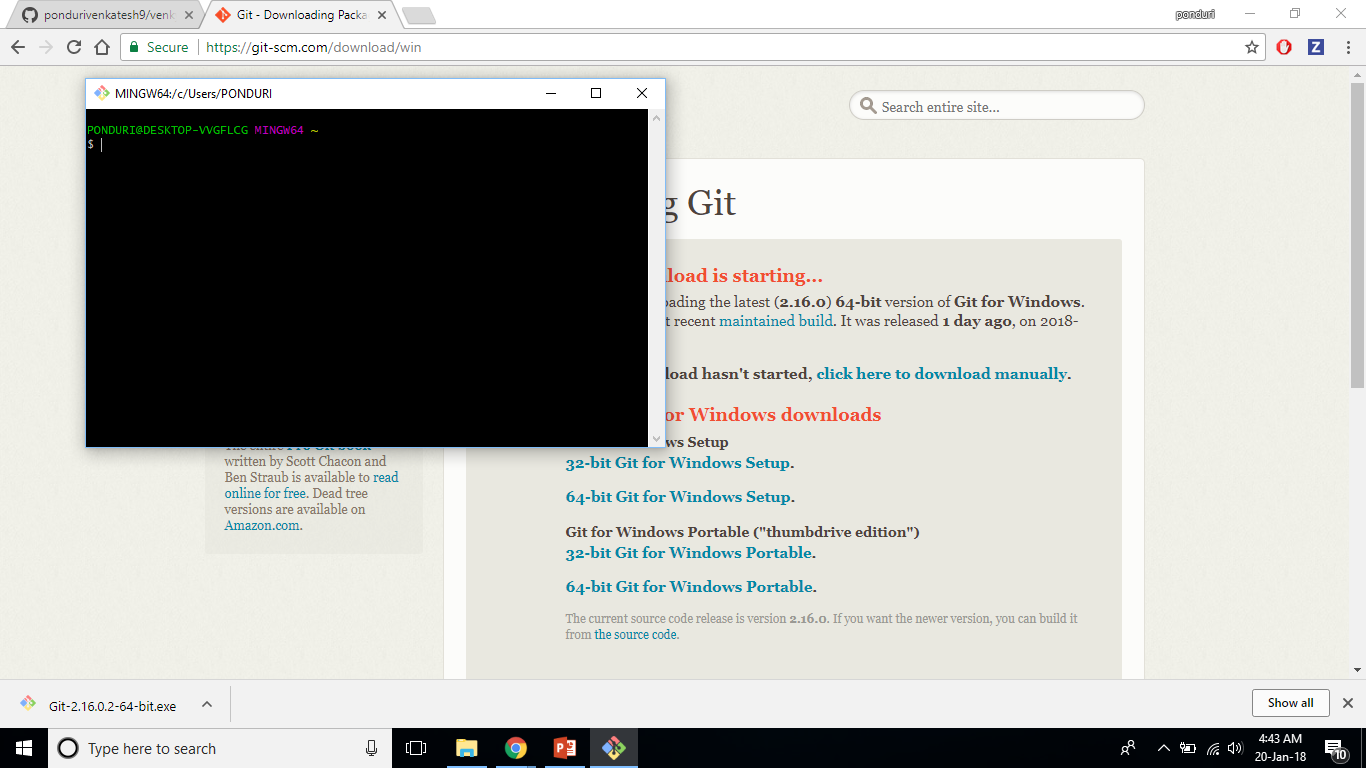 pondurivenkatesh9/venk
Git - Downloading Packa
ponduri
Secure
https://git-scm.com/download/win
MINGW64:/c/Users/PONDURI
PONDURI@DESKTOP-VVGFLCG MINGW64 ~
$
Search entire site...
g Git
load is starting...
ading the latest (2.16.0) 64-bit version of Git for Windows.
t recent maintained build. It was released 1 day ago, on 2018-
load hasn't started, click here to download manually.
or Windows downloads
ws Setup
32-bit Git for Windows Setup.
64-bit Git for Windows Setup.
Git for Windows Portable ("thumbdrive edition")
32-bit Git for Windows Portable.
64-bit Git for Windows Portable.
The current source code release is version 2.16.0. If you want the newer version, you can build it
from the source code.
The entire Pro Git book
written by Scott Chacon and
Ben Straub is available to read
online for free. Dead tree
versions are available on
Amazon.com.
Git-2.16.0.2-64-bit.exe
Show all
Type here to search
4:43 AM
20-Jan-18
10